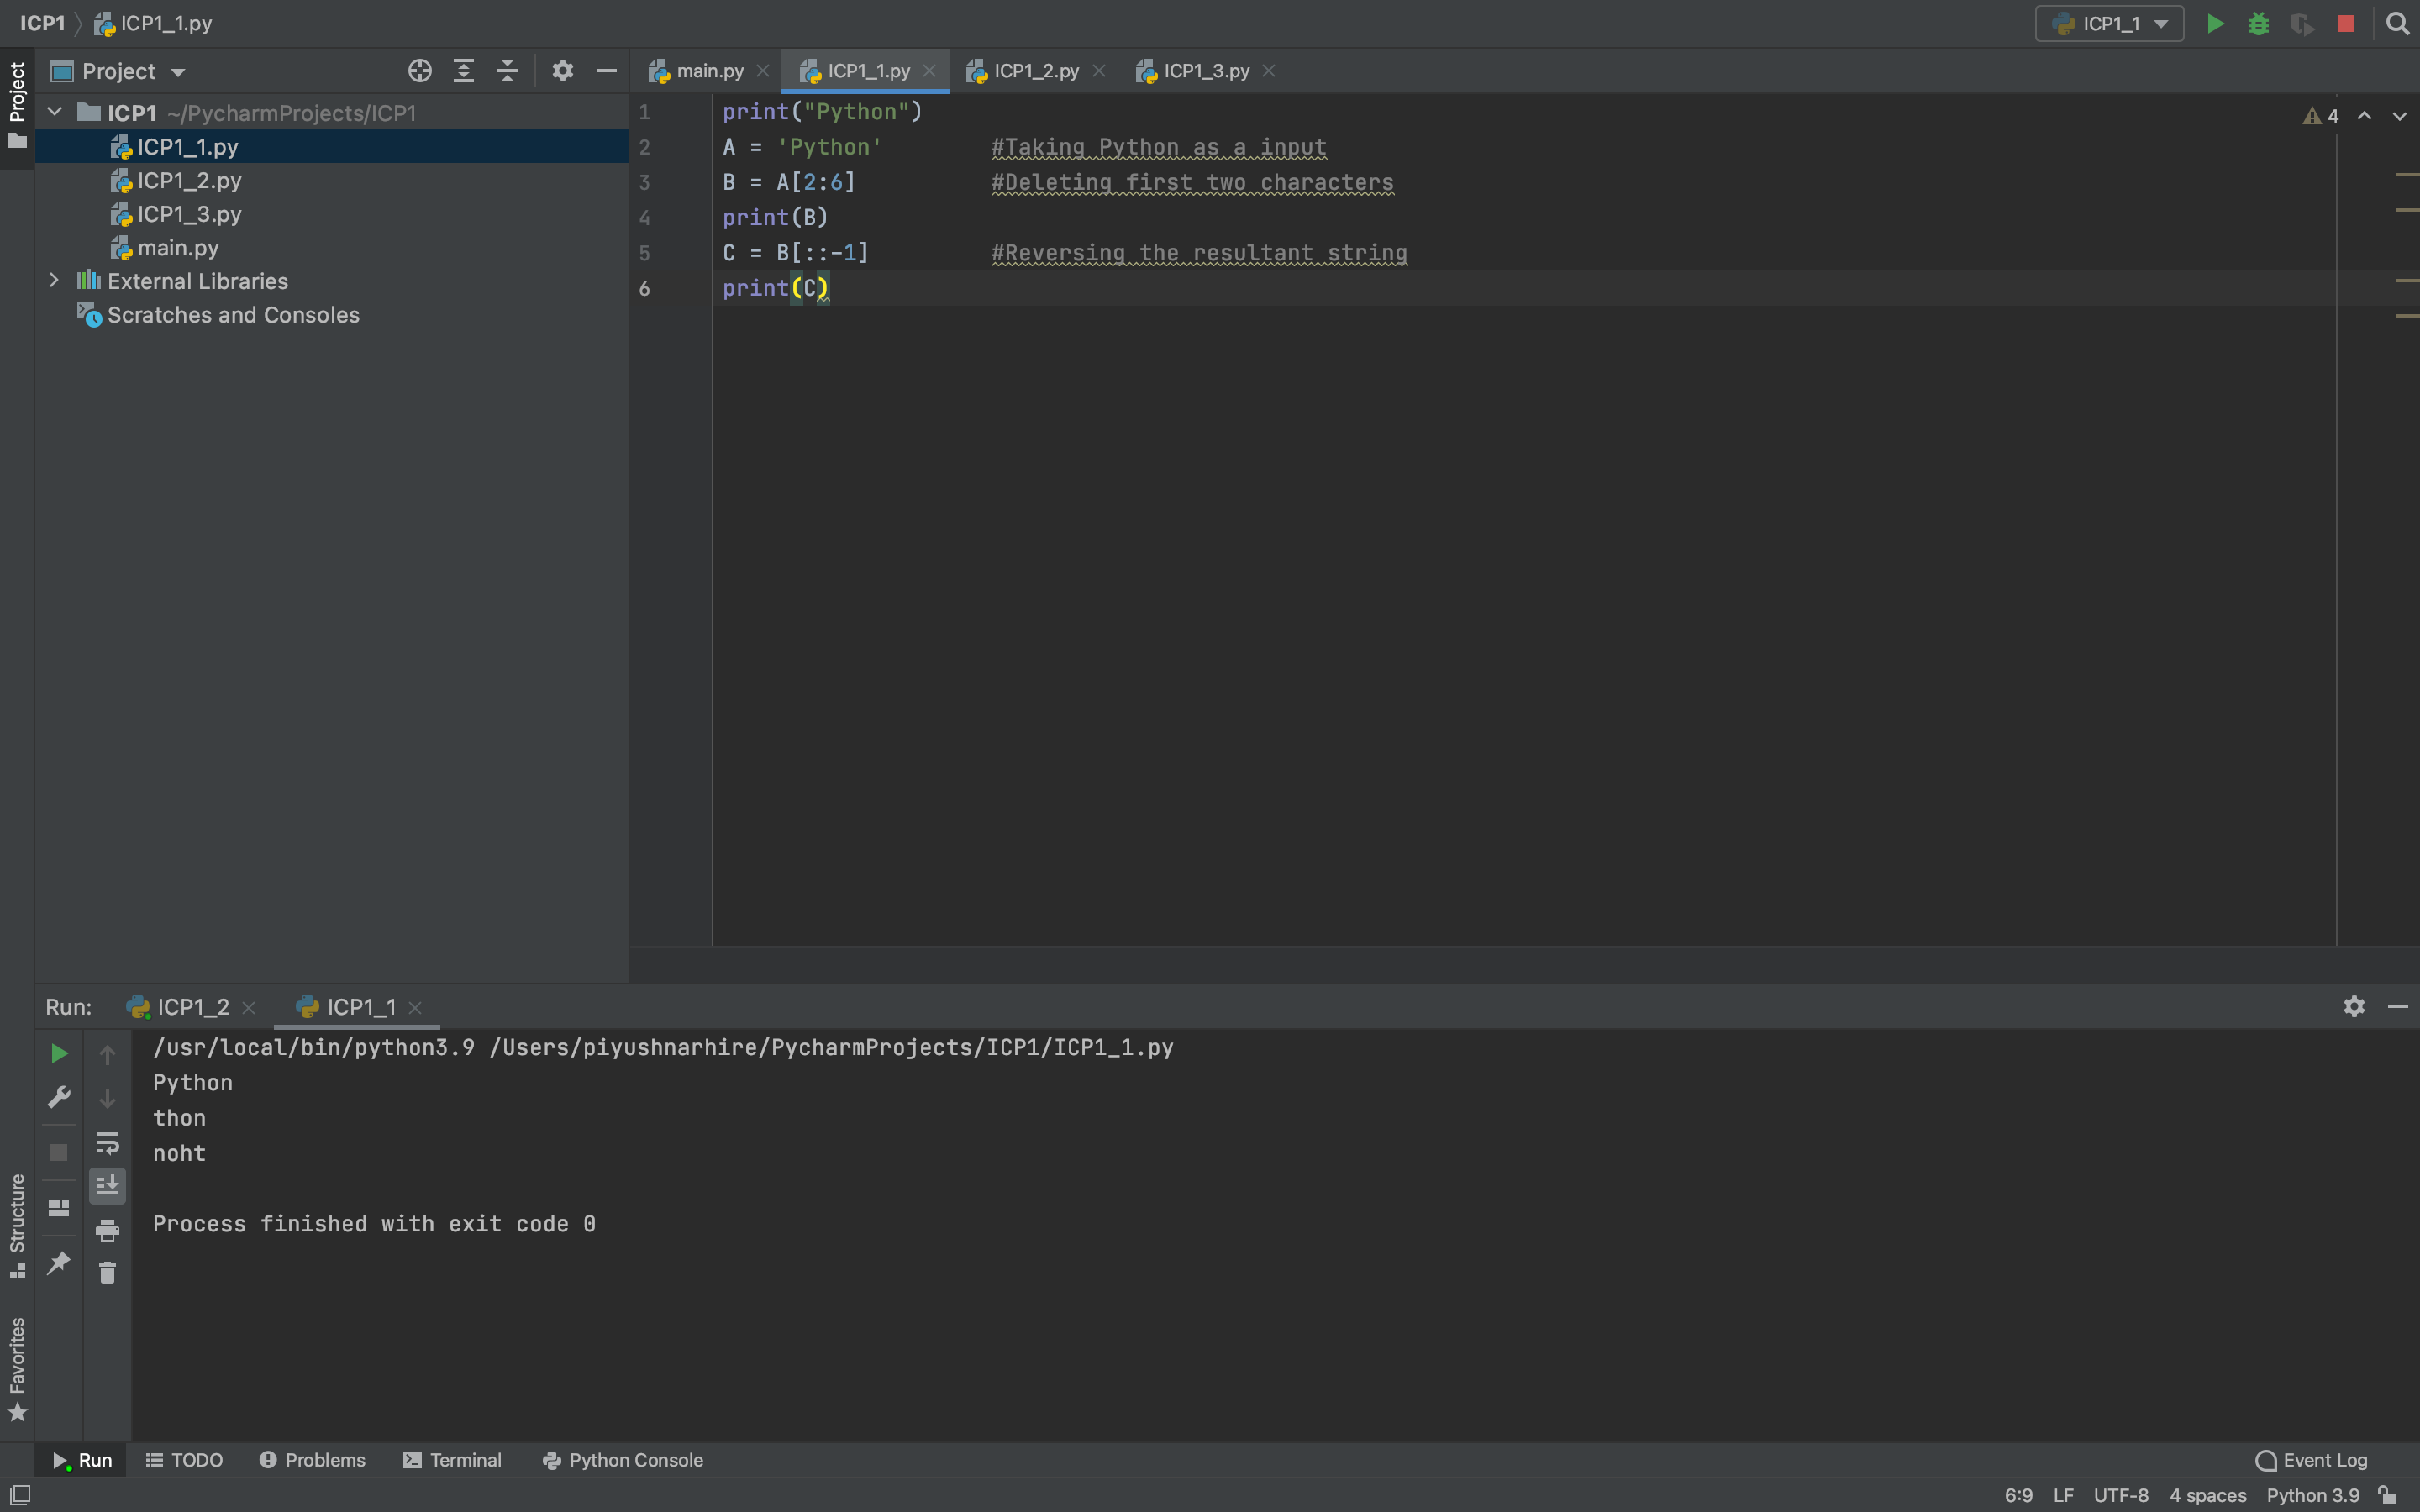 ICP1 ICP1_1.py ICP1_1
Project Project main.py ICP1_1.py ICP1_2.py ICP1_3.py
ICP1 ~/PycharmProjects/ICP1
ICP1_1.py
ICP1_2.py
ICP1_3.py
main.py
External Libraries
Scratches and Consoles
4
1 print("Python")
2 A = 'Python' #Taking Python as a input
3 B = A[2:6] #Deleting first two characters
4 print(B)
5 C = B[::-1] #Reversing the resultant string
6 print(C)
Run: ICP1_2 ICP1_1
/usr/local/bin/python3.9 /Users/piyushnarhire/PycharmProjects/ICP1/ICP1_1.py
Python
thon
noht
Process finished with exit code 0
Structure
Favorites
Run TODO Problems Terminal Python Console Event Log
6:9 LF UTF-8 4 spaces Python 3.9